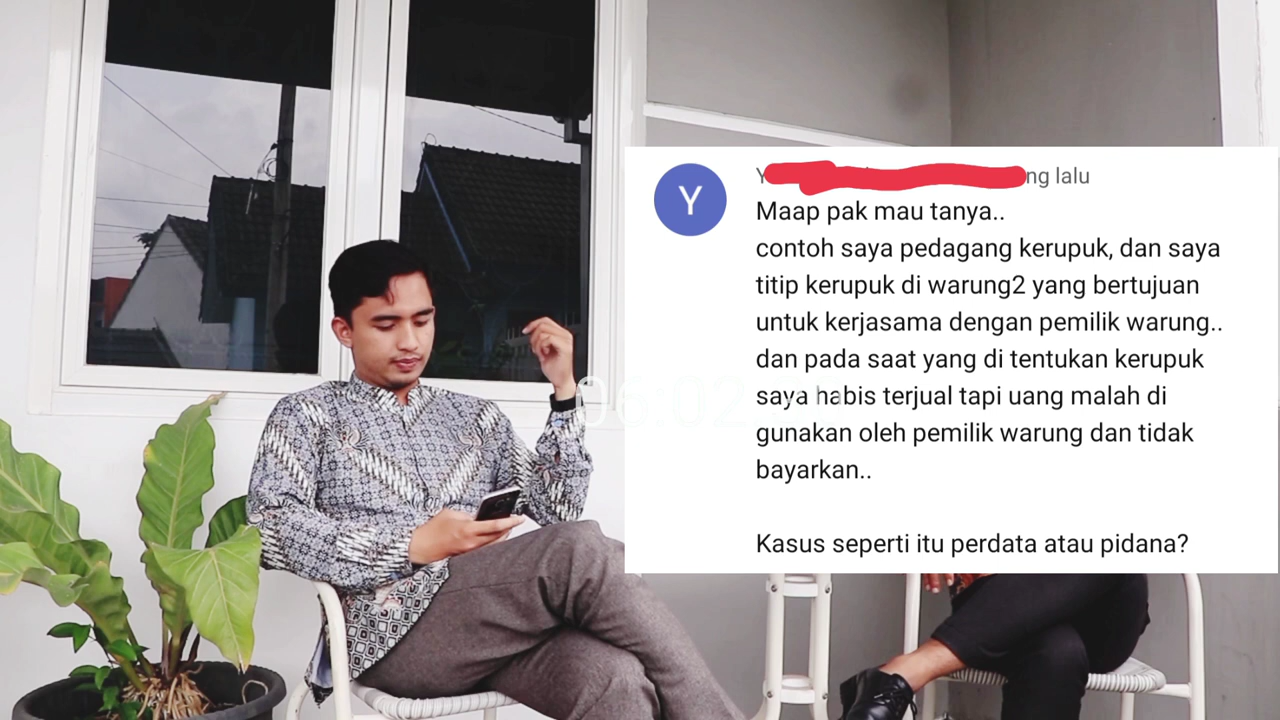 Y
ng lalu
Maap pak mau tanya..
contoh saya pedagang kerupuk, dan saya
titip kerupuk di warung2 yang bertujuan
untuk kerjasama dengan pemilik warung..
dan pada saat yang di tentukan kerupuk
saya habis terjual tapi uang malah di
gunakan oleh pemilik warung dan tidak
bayarkan..
Kasus seperti itu perdata atau pidana?